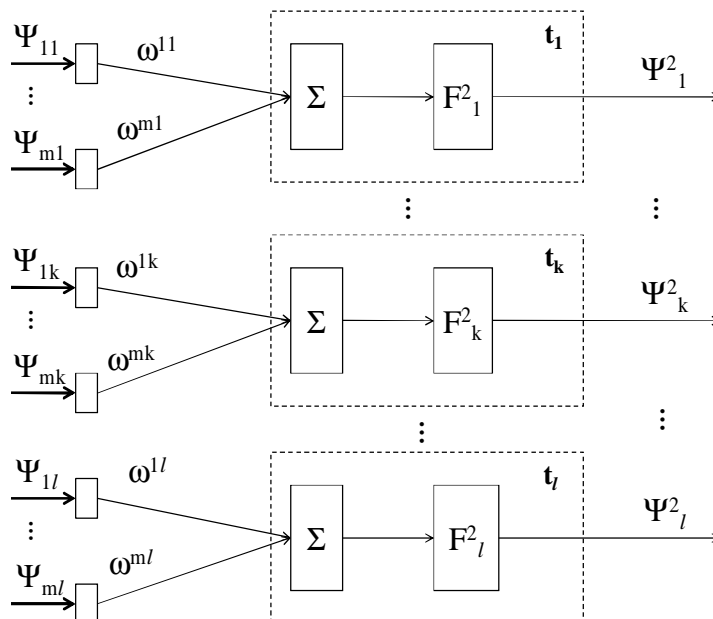 Ψ₁₁ ω¹¹ t₁
⋮ Σ F²₁ Ψ²₁
Ψₘ₁ ωᵐ¹
⋮ ⋮
Ψ₁ₖ ω¹ᵏ tₖ
⋮ Σ F²ₖ Ψ²ₖ
Ψₘₖ ωᵐᵏ
⋮ ⋮
Ψ₁ₗ ω¹ˡ tₗ
⋮ Σ F²ₗ Ψ²ₗ
Ψₘₗ ωᵐˡ